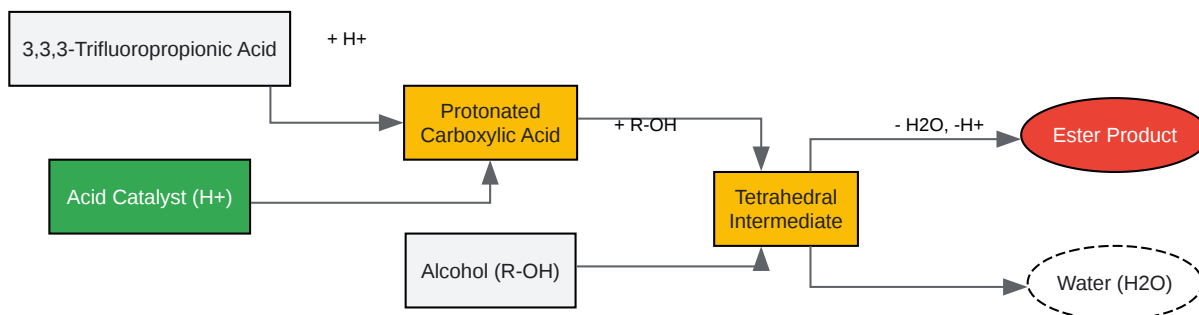 3,3,3-Trifluoropropionic Acid
+ H+
Protonated
Carboxylic Acid
+ R-OH
- H2O, -H+
Ester Product
Acid Catalyst (H+)
Tetrahedral
Intermediate
Alcohol (R-OH)
Water (H2O)